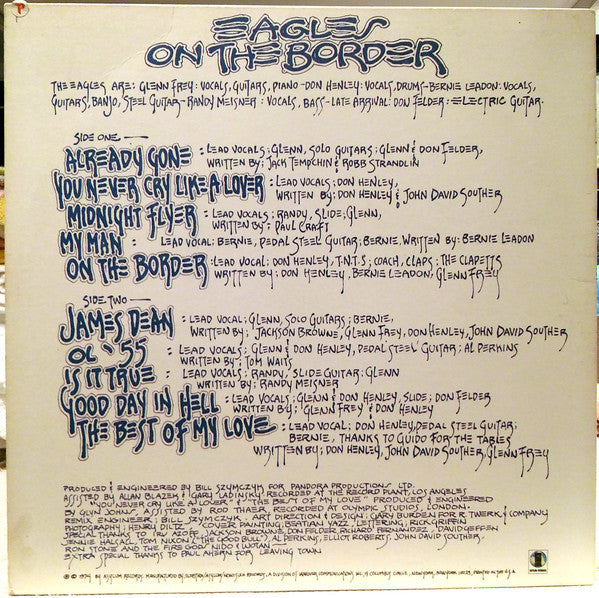 EAGLES
ON THE BORDER
THE EAGLES ARE: GLENN FREY: VOCALS, GUITARS, PIANO-DON HENLEY: VOCALS, DRUMS-BERNIE LEADON: VOCALS,
GUITARS, BANJO, STEEL GUITAR-RANDY MEISNER: VOCALS, BASS-LATE ARRIVAL: DON FELDER: ELECTRIC GUITAR.
SIDE ONE—
ALREADY GONE: LEAD VOCALS; GLENN, SOLO GUITARS; GLENN & DON FELDER,
WRITTEN BY; JACK TEMPCHIN & ROBB STRANDLIN
YOU NEVER CRY LIKE A LOVER: LEAD VOCALS; DON HENLEY,
WRITTEN BY: DON HENLEY & JOHN DAVID SOUTHER
MIDNIGHT FLYER: LEAD VOCALS; RANDY, SLIDE; GLENN,
WRITTEN BY; PAUL CRAFT
MY MAN: LEAD VOCAL; BERNIE, PEDAL STEEL GUITAR; BERNIE, WRITTEN BY: BERNIE LEADON
ON THE BORDER: LEAD VOCAL: DON HENLEY, T.N.T.S; COACH, CLAPS: THE CLAPETTS
WRITTEN BY; DON HENLEY, BERNIE LEADON, GLENN FREY
SIDE TWO—
JAMES DEAN: LEAD VOCAL; GLENN, SOLO GUITARS; BERNIE,
WRITTEN BY; JACKSON BROWNE, GLENN FREY, DON HENLEY, JOHN DAVID SOUTHER
OL' '55: LEAD VOCALS; GLENN & DON HENLEY, PEDAL STEEL GUITAR; AL PERKINS
WRITTEN BY: TOM WAITS
IS IT TRUE: LEAD VOCALS; RANDY, SLIDE GUITAR: GLENN
WRITTEN BY: RANDY MEISNER
GOOD DAY IN HELL: LEAD VOCALS; GLENN & DON HENLEY, SLIDE; DON FELDER
WRITTEN BY; GLENN FREY & DON HENLEY
THE BEST OF MY LOVE: LEAD VOCAL; DON HENLEY, PEDAL STEEL GUITAR;
BERNIE, THANKS TO GUIDO FOR THE TABLES
WRITTEN BY; DON HENLEY, JOHN DAVID SOUTHER, GLENN FREY
PRODUCED & ENGINEERED BY BILL SZYMCZYK FOR PANDORA PRODUCTIONS LTD.
ASSISTED BY ALLAN BLAZEK & GARY LADINSKY RECORDED AT THE RECORD PLANT, LOS ANGELES
"YOU NEVER CRY LIKE A LOVER" & "THE BEST OF MY LOVE" PRODUCED & ENGINEERED
BY GLYN JOHNS, ASSISTED BY ROD THAER, RECORDED AT OLYMPIC STUDIOS, LONDON.
REMIX ENGINEER; BILL SZYMCZYK ART DIRECTION & DESIGN; GARY BURDEN FOR R. TWERK & COMPANY
PHOTOGRAPHY; HENRY DILTZ COVER PAINTING; BEATIAN YAZZ, LETTERING; RICK GRIFFIN
SPECIAL THANKS TO IRV AZOFF, JACKSON BROWNE, DON FELDER, RICHARD FERNANDEZ, DAVID GEFFEN
JENNIE HALSALL, TOM NIXON ("THE GOOD BULL"), AL PERKINS, ELLIOT ROBERTS, JOHN DAVID SOUTHER,
RON STONE AND THE FIRE GOD, NIDI UKUGAN—
EXTRA SPECIAL THANKS TO PAUL AHERN FOR LEAVING TOWN